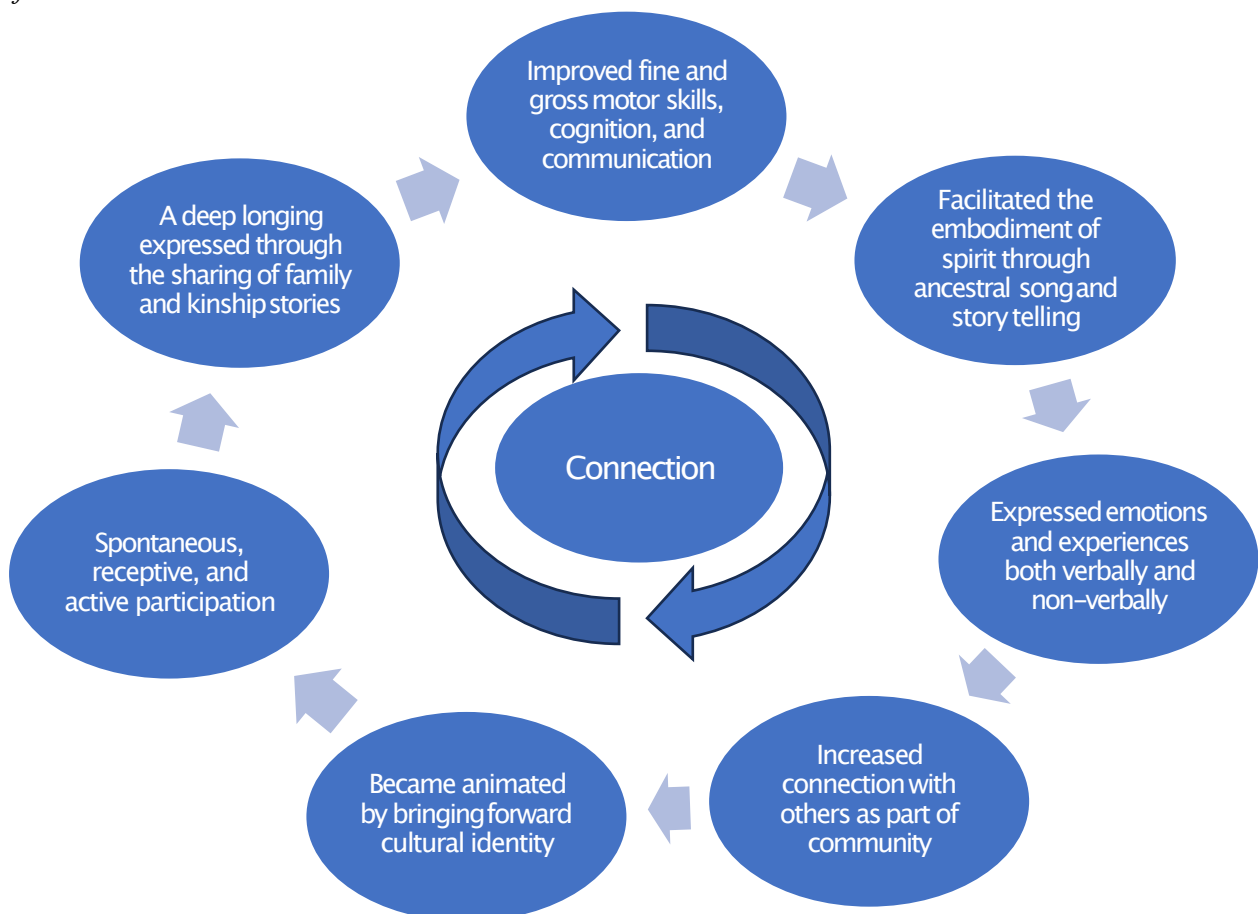 Improved fine and
gross motor skills,
cognition, and
communication
Facilitated the
embodiment of
spirit through
ancestral song and
story telling
Expressed emotions
and experiences
both verbally and
non–verbally
Increased
connection with
others as part of
community
Became animated
by bringing forward
cultural identity
Spontaneous,
receptive, and
active participation
A deep longing
expressed through
the sharing of family
and kinship stories
Connection